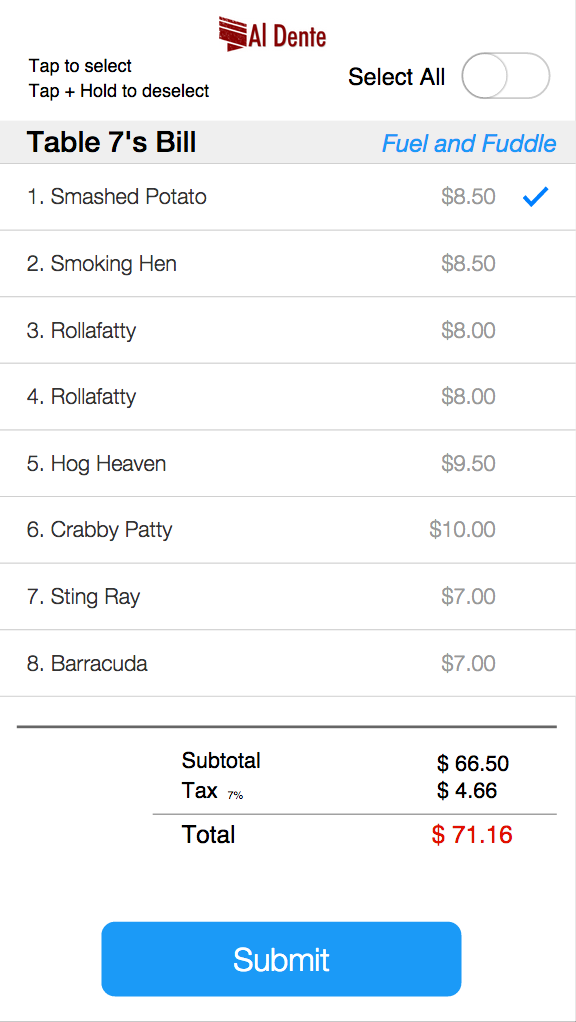 Al Dente
Tap to select
Tap + Hold to deselect
Select All
Table 7's Bill Fuel and Fuddle
1. Smashed Potato $8.50
2. Smoking Hen $8.50
3. Rollafatty $8.00
4. Rollafatty $8.00
5. Hog Heaven $9.50
6. Crabby Patty $10.00
7. Sting Ray $7.00
8. Barracuda $7.00
Subtotal $ 66.50
Tax 7% $ 4.66
Total $ 71.16
Submit